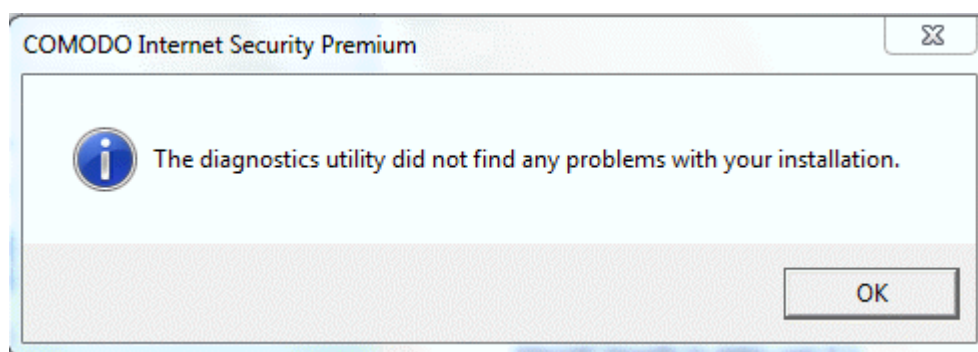 COMODO Internet Security Premium
The diagnostics utility did not find any problems with your installation.
OK